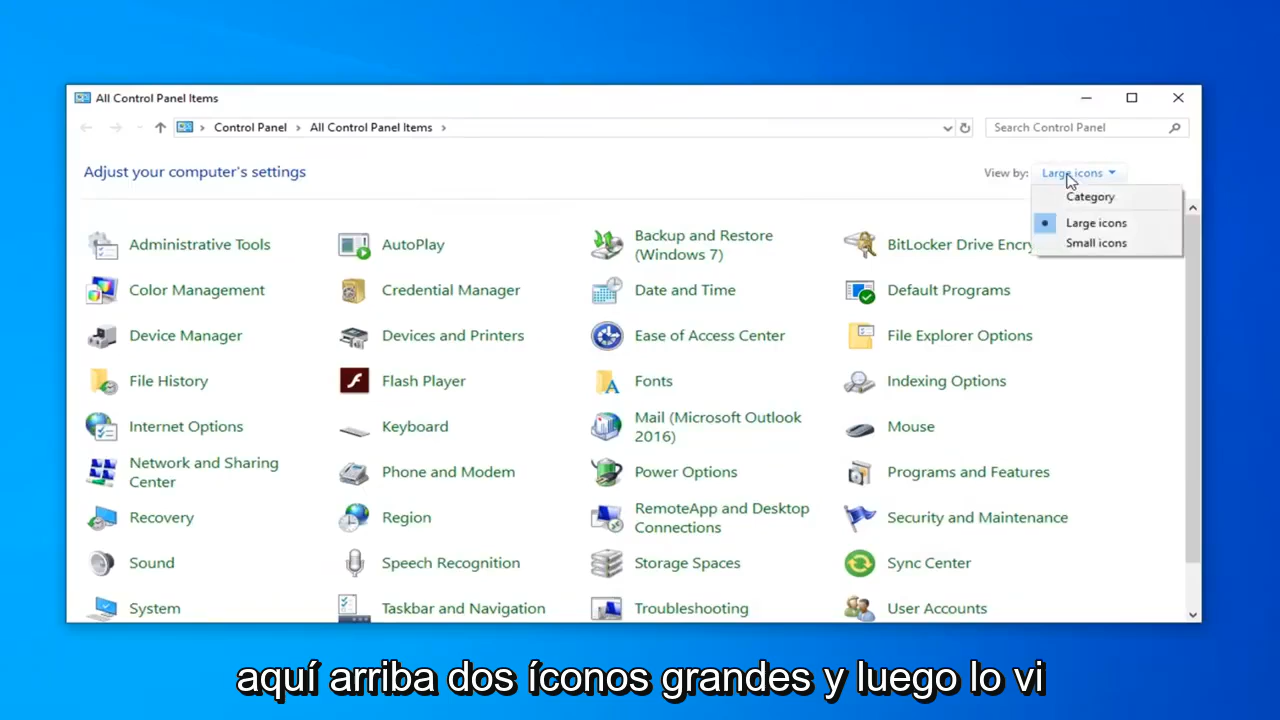 All Control Panel Items
Control Panel > All Control Panel Items >
Search Control Panel
Adjust your computer's settings
View by: Large icons
Category
Large icons
Small icons
Administrative Tools
AutoPlay
Backup and Restore
(Windows 7)
BitLocker Drive Encry
Color Management
Credential Manager
Date and Time
Default Programs
Device Manager
Devices and Printers
Ease of Access Center
File Explorer Options
File History
Flash Player
Fonts
Indexing Options
Internet Options
Keyboard
Mail (Microsoft Outlook
2016)
Mouse
Network and Sharing
Center
Phone and Modem
Power Options
Programs and Features
Recovery
Region
RemoteApp and Desktop
Connections
Security and Maintenance
Sound
Speech Recognition
Storage Spaces
Sync Center
System
Taskbar and Navigation
Troubleshooting
User Accounts
aquí arriba dos íconos grandes y luego lo vi